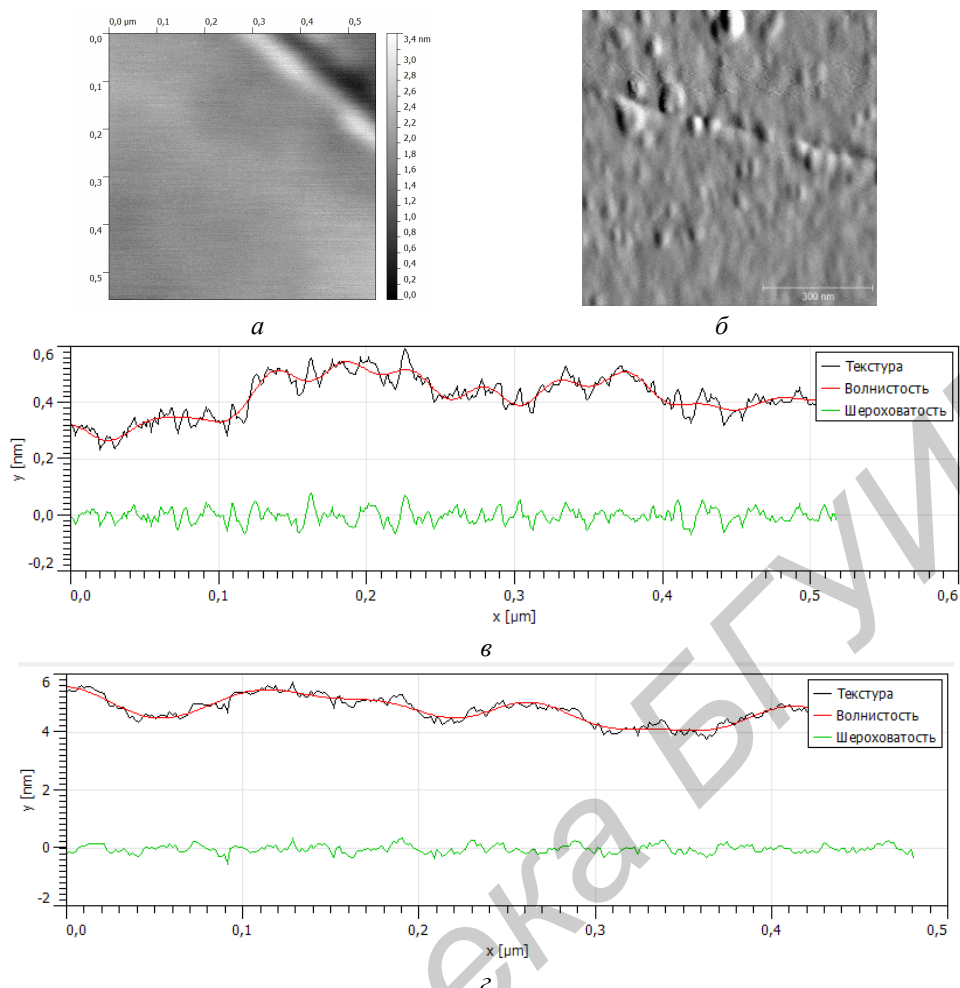 0,0 µm 0,1 0,2 0,3 0,4 0,5
0,0
0,1
0,2
0,3
0,4
0,5
3,4 nm
3,0
2,8
2,6
2,4
2,2
2,0
1,8
1,6
1,4
1,2
1,0
0,8
0,6
0,4
0,2
0,0
300 nm
а
б
0,6
0,4
0,2
0,0
-0,2
y [nm]
Текстура
Волнистость
Шероховатость
0,0 0,1 0,2 0,3 0,4 0,5 0,6
x [µm]
в
6
4
2
0
-2
y [nm]
Текстура
Волнистость
Шероховатость
0,0 0,1 0,2 0,3 0,4 0,5
x [µm]
г
ека БГУИ